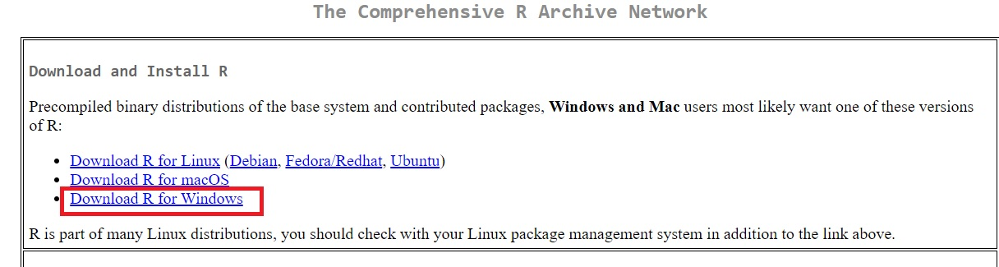 The Comprehensive R Archive Network
Download and Install R
Precompiled binary distributions of the base system and contributed packages, Windows and Mac users most likely want one of these versions
of R:
Download R for Linux (Debian, Fedora/Redhat, Ubuntu)
Download R for macOS
Download R for Windows
R is part of many Linux distributions, you should check with your Linux package management system in addition to the link above.